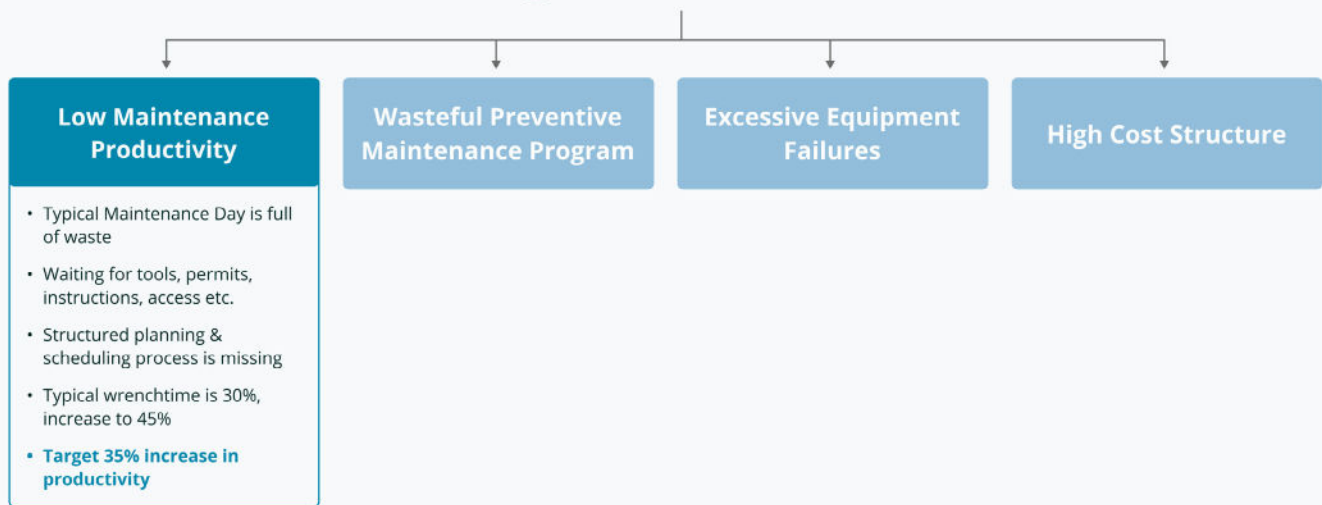 Low Maintenance
Productivity
Wasteful Preventive
Maintenance Program
Excessive Equipment
Failures
High Cost Structure
• Typical Maintenance Day is full
of waste
• Waiting for tools, permits,
instructions, access etc.
• Structured planning &
scheduling process is missing
• Typical wrenchtime is 30%,
increase to 45%
• Target 35% increase in
productivity